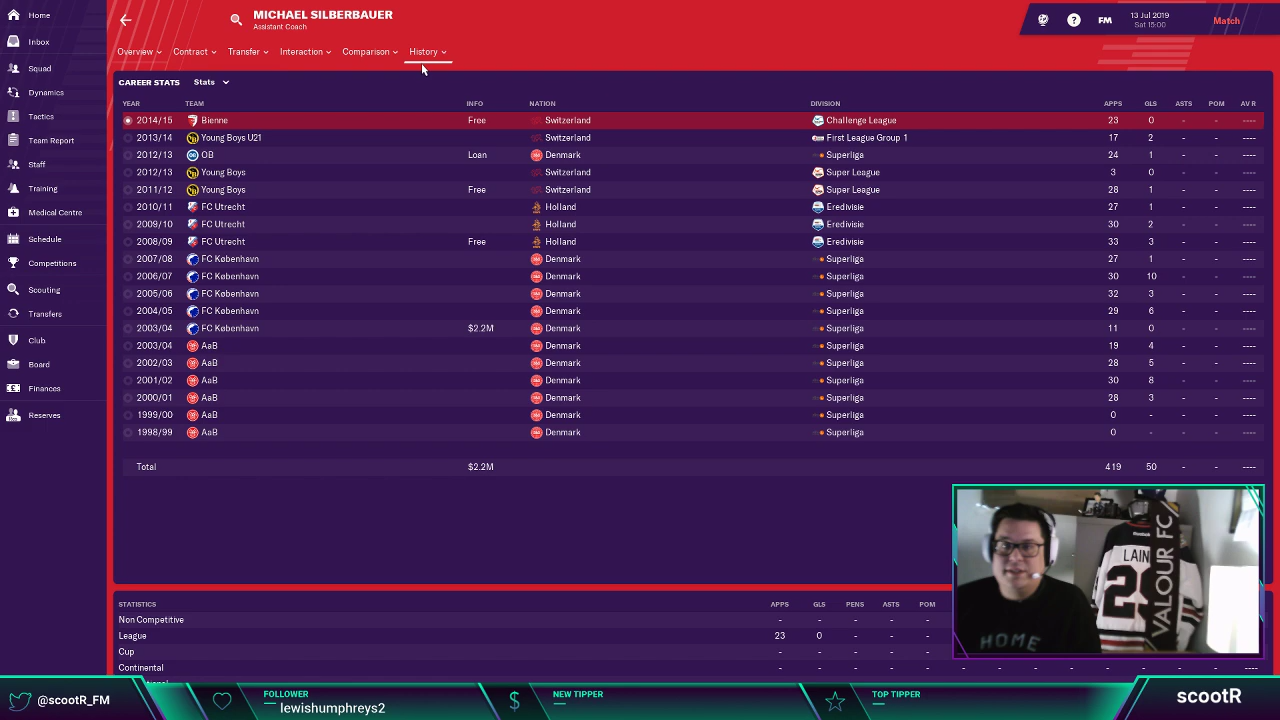 MICHAEL SILBERBAUER
Assistant Coach
FM
13 Jul 2019
Sat 15:00
Match
Home
Inbox
Squad
Dynamics
Tactics
Team Report
Staff
Training
Medical Centre
Schedule
Competitions
Scouting
Transfers
Club
Board
Finances
Reserves
Overview Contract Transfer Interaction Comparison History
CAREER STATS Stats
YEAR TEAM INFO NATION DIVISION APPS GLS ASTS POM AV R
2014/15 Bienne Free Switzerland Challenge League 23 0 - - ----
2013/14 Young Boys U21 Switzerland First League Group 1 17 2 - - ----
2012/13 OB Loan Denmark Superliga 24 1 - - ----
2012/13 Young Boys Switzerland Super League 3 0 - - ----
2011/12 Young Boys Free Switzerland Super League 28 1 - - ----
2010/11 FC Utrecht Holland Eredivisie 27 1 - - ----
2009/10 FC Utrecht Holland Eredivisie 30 2 - - ----
2008/09 FC Utrecht Free Holland Eredivisie 33 3 - - ----
2007/08 FC København Denmark Superliga 27 1 - - ----
2006/07 FC København Denmark Superliga 30 10 - - ----
2005/06 FC København Denmark Superliga 32 3 - - ----
2004/05 FC København Denmark Superliga 29 6 - - ----
2003/04 FC København $2.2M Denmark Superliga 11 0 - - ----
2003/04 AaB Denmark Superliga 19 4 - - ----
2002/03 AaB Denmark Superliga 28 5 - - ----
2001/02 AaB Denmark Superliga 30 8 - - ----
2000/01 AaB Denmark Superliga 28 3 - - ----
1999/00 AaB Denmark Superliga 0 - - - ----
1998/99 AaB Denmark Superliga 0 - - - ----
Total $2.2M 419 50 - - ----
STATISTICS APPS GLS PENS ASTS POM
Non Competitive - - - - -
League 23 0 - - -
Cup - - - - -
Continental - - - - - - - ----
LAIN
2
VALOUR FC
HOME
@scootR_FM
FOLLOWER
lewishumphreys2
NEW TIPPER
TOP TIPPER
scootR